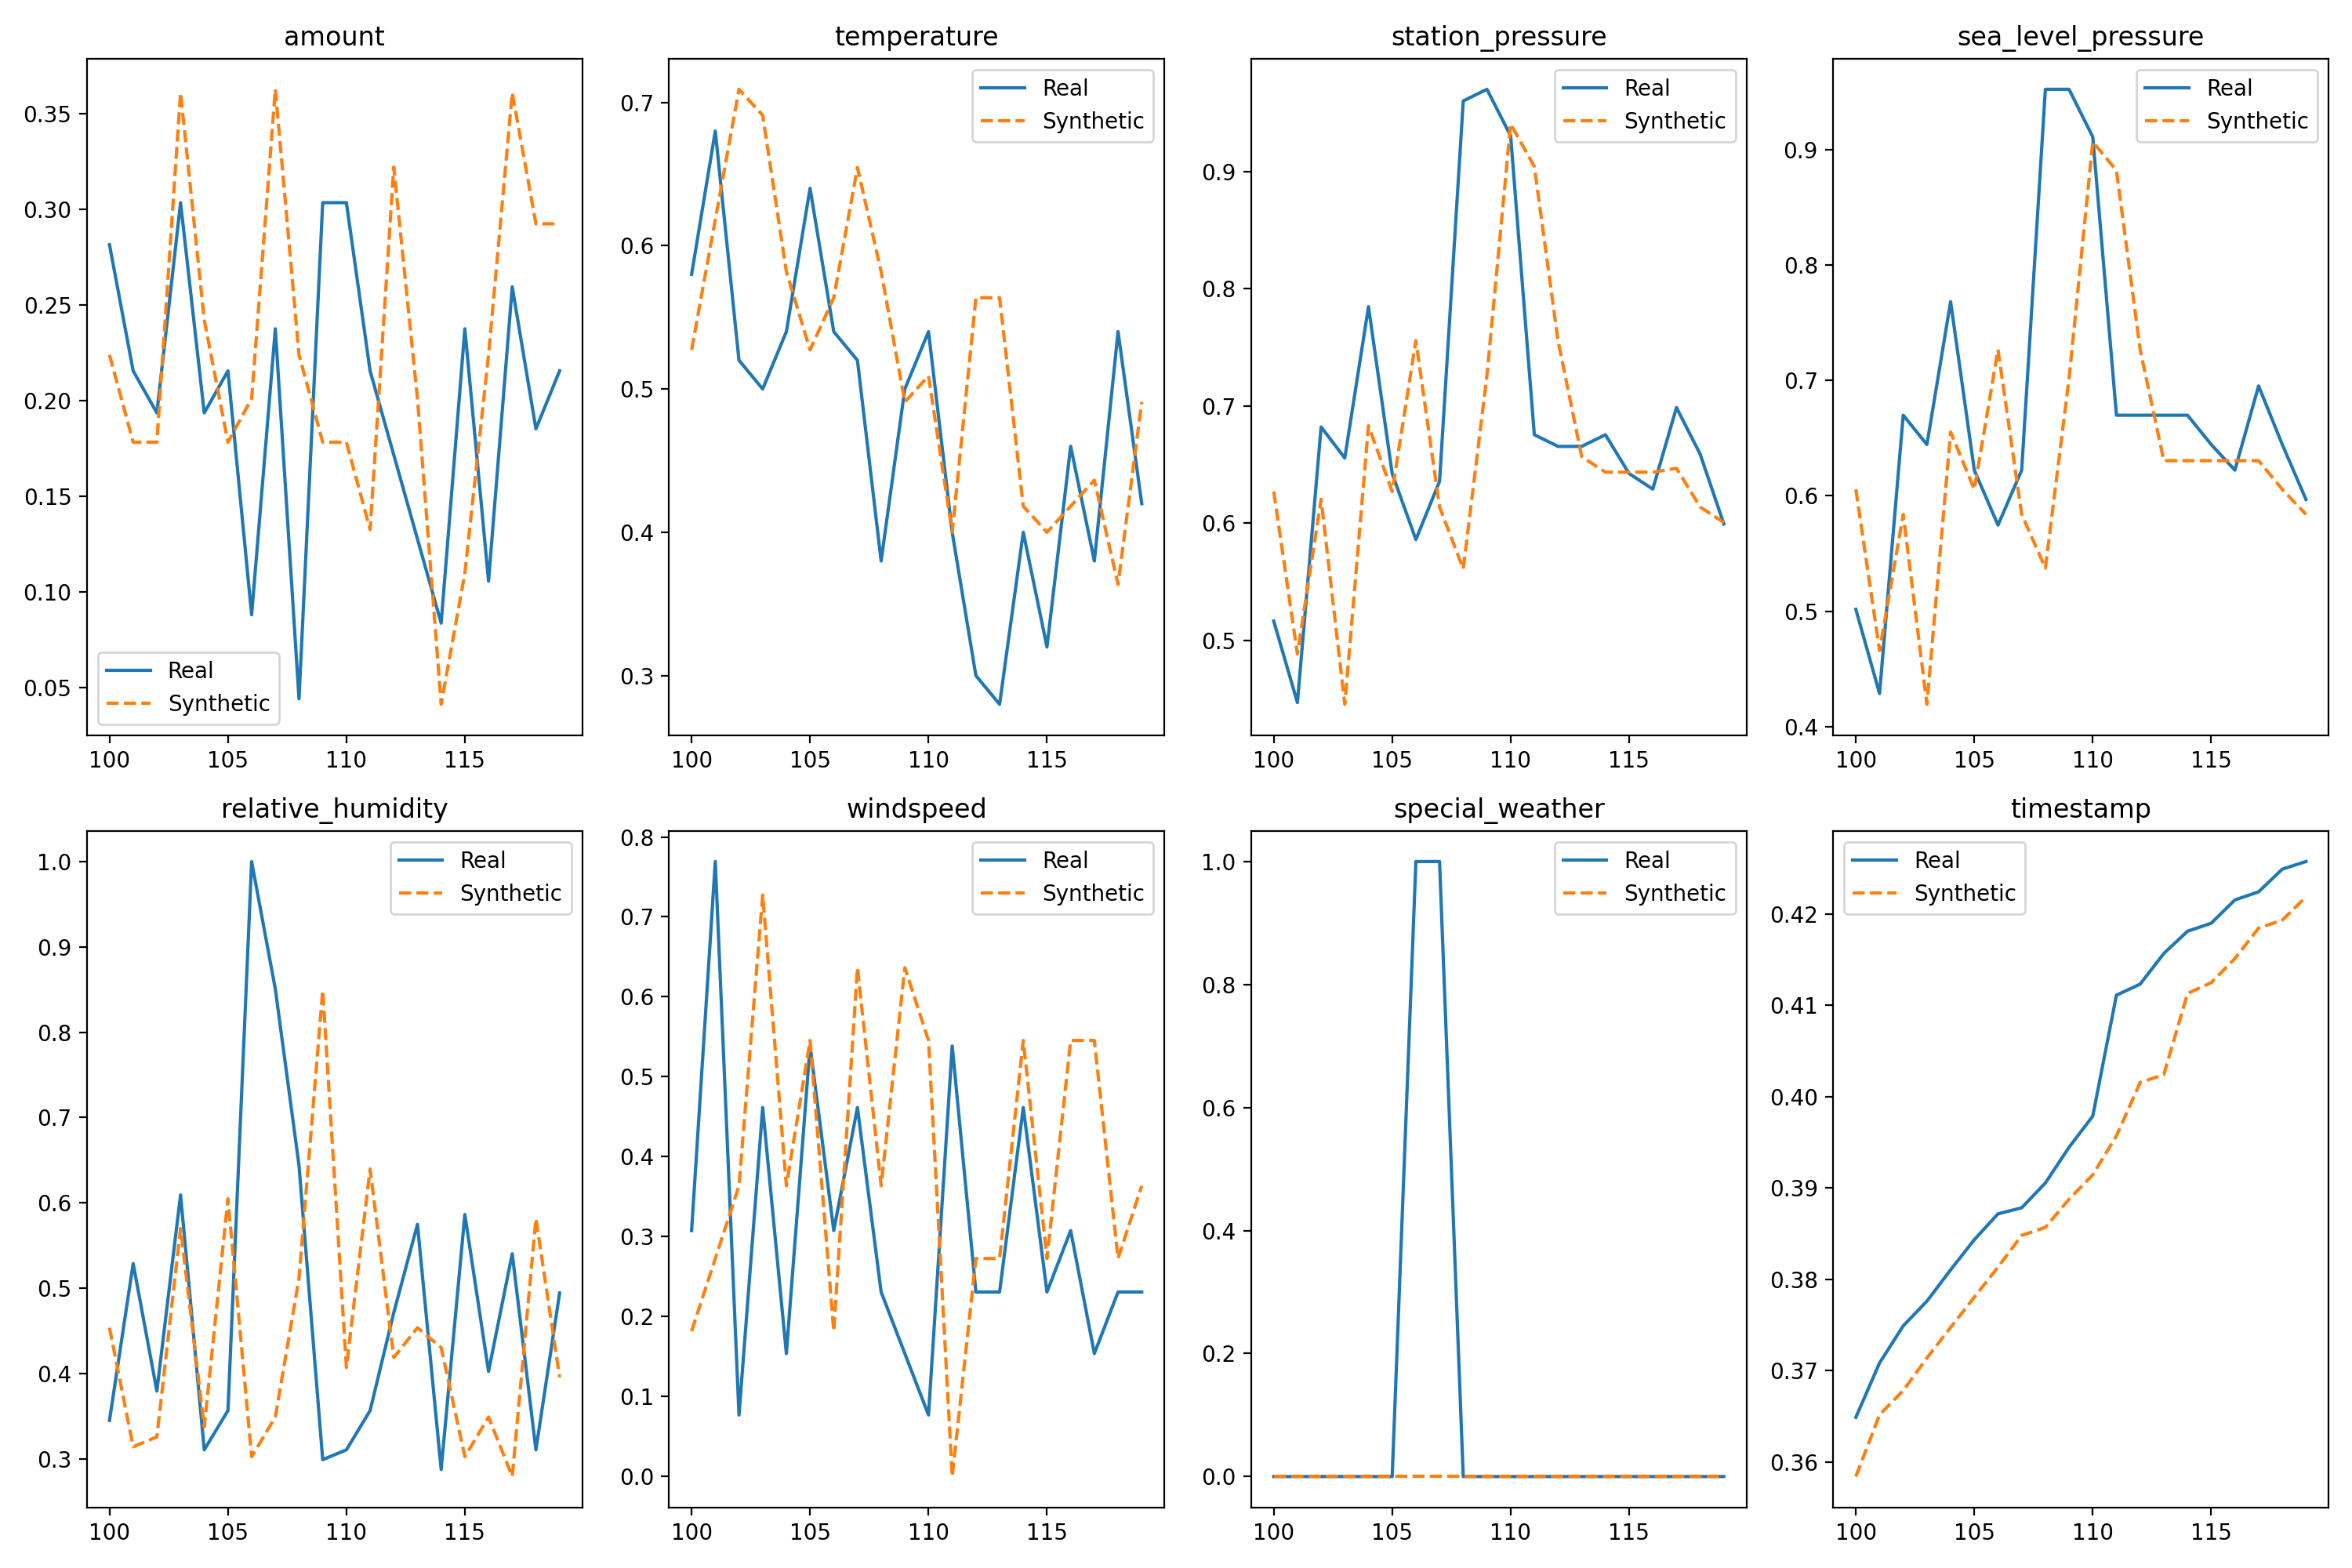 amount
0.35
0.30
0.25
0.20
0.15
0.10
0.05
Real
Synthetic
100 105 110 115
temperature
0.7
0.6
0.5
0.4
0.3
Real
Synthetic
100 105 110 115
station_pressure
0.9
0.8
0.7
0.6
0.5
Real
Synthetic
100 105 110 115
sea_level_pressure
0.9
0.8
0.7
0.6
0.5
0.4
Real
Synthetic
100 105 110 115
relative_humidity
1.0
0.9
0.8
0.7
0.6
0.5
0.4
0.3
Real
Synthetic
100 105 110 115
windspeed
0.8
0.7
0.6
0.5
0.4
0.3
0.2
0.1
0.0
Real
Synthetic
100 105 110 115
special_weather
1.0
0.8
0.6
0.4
0.2
0.0
Real
Synthetic
100 105 110 115
timestamp
0.42
0.41
0.40
0.39
0.38
0.37
0.36
Real
Synthetic
100 105 110 115